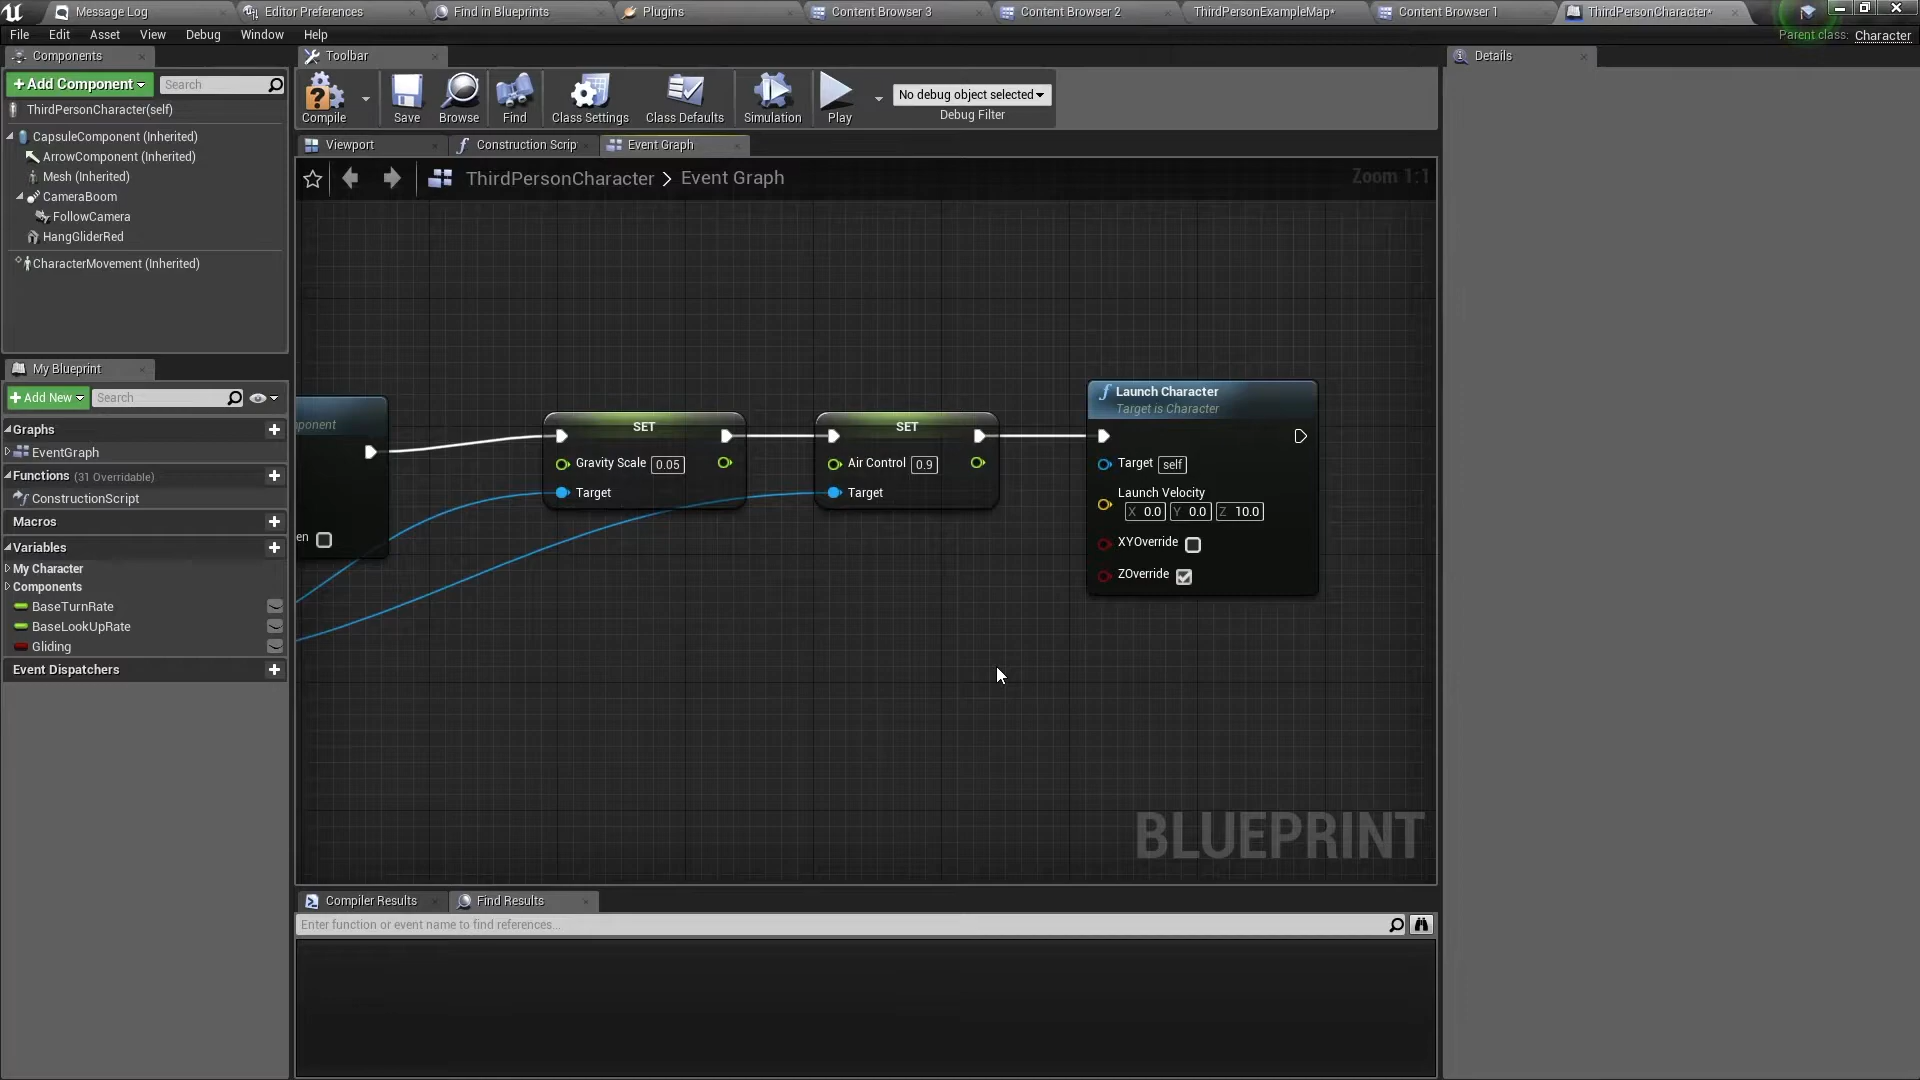 Message Log
Editor Preferences
Find in Blueprints
Plugins
Content Browser 3
Content Browser 2
ThirdPersonExampleMap*
Content Browser 1
ThirdPersonCharacter*
File Edit Asset View Debug Window Help
Parent class: Character
Components
+ Add Component
Search
ThirdPersonCharacter(self)
CapsuleComponent (Inherited)
ArrowComponent (Inherited)
Mesh (Inherited)
CameraBoom
FollowCamera
HangGliderRed
CharacterMovement (Inherited)
My Blueprint
+ Add New
Search
Graphs
EventGraph
Functions (31 Overridable)
ConstructionScript
Macros
Variables
My Character
Components
BaseTurnRate
BaseLookUpRate
Gliding
Event Dispatchers
Toolbar
Compile
Save
Browse
Find
Class Settings
Class Defaults
Simulation
Play
No debug object selected
Debug Filter
Viewport
Construction Scrip
Event Graph
ThirdPersonCharacter > Event Graph
Zoom 1:1
ponent
en
SET
Gravity Scale 0.05
Target
SET
Air Control 0.9
Target
Launch Character
Target is Character
Target self
Launch Velocity
X 0.0 Y 0.0 Z 10.0
XYOverride
ZOverride
BLUEPRINT
Compiler Results
Find Results
Enter function or event name to find references...
Details